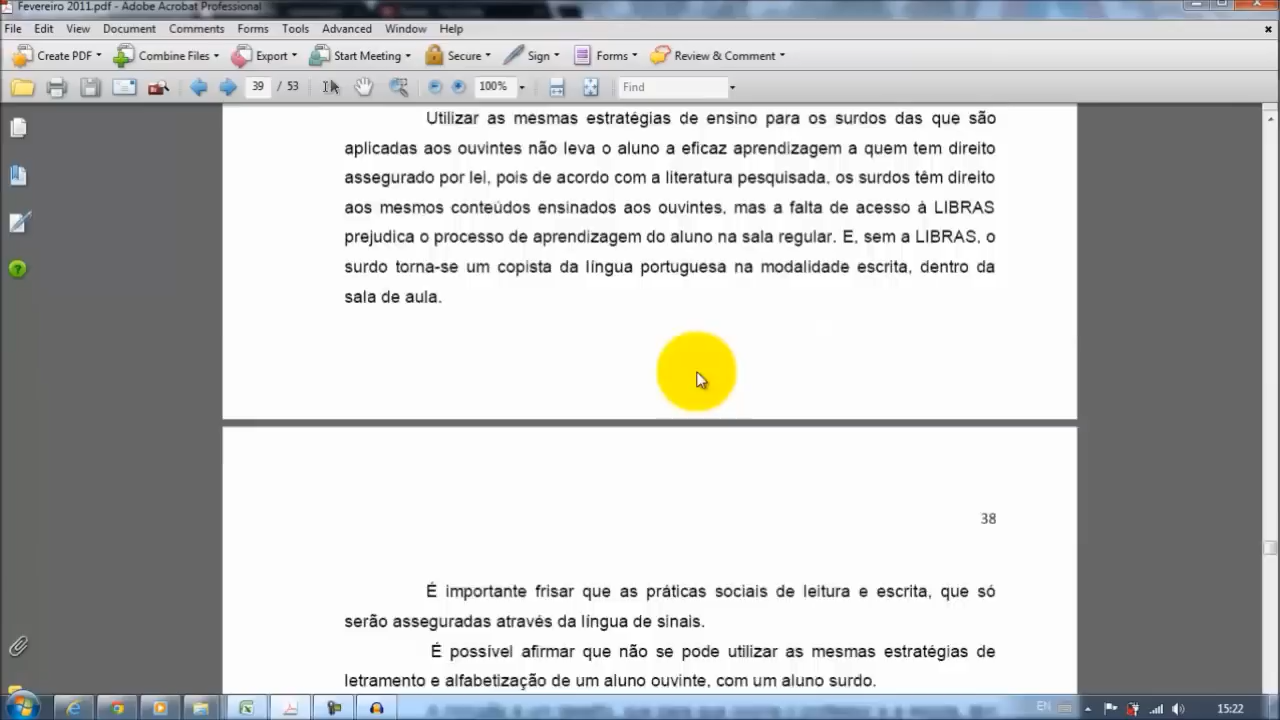 Fevereiro 2011.pdf - Adobe Acrobat Professional
File Edit View Document Comments Forms Tools Advanced Window Help
Create PDF Combine Files Export Start Meeting Secure Sign Forms Review & Comment
39 / 53 100% Find
Utilizar as mesmas estratégias de ensino para os surdos das que são
aplicadas aos ouvintes não leva o aluno a eficaz aprendizagem a quem tem direito
assegurado por lei, pois de acordo com a literatura pesquisada, os surdos têm direito
aos mesmos conteúdos ensinados aos ouvintes, mas a falta de acesso à LIBRAS
prejudica o processo de aprendizagem do aluno na sala regular. E, sem a LIBRAS, o
surdo torna-se um copista da língua portuguesa na modalidade escrita, dentro da
sala de aula.
38
É importante frisar que as práticas sociais de leitura e escrita, que só
serão asseguradas através da língua de sinais.
É possível afirmar que não se pode utilizar as mesmas estratégias de
letramento e alfabetização de um aluno ouvinte, com um aluno surdo.
EN 15:22